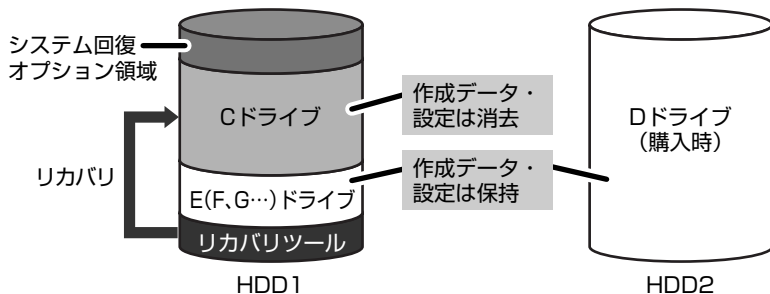 システム回復
オプション領域
Cドライブ
作成データ・
設定は消去
Dドライブ
（購入時）
リカバリ
E(F、G…)ドライブ
作成データ・
設定は保持
リカバリツール
HDD1
HDD2